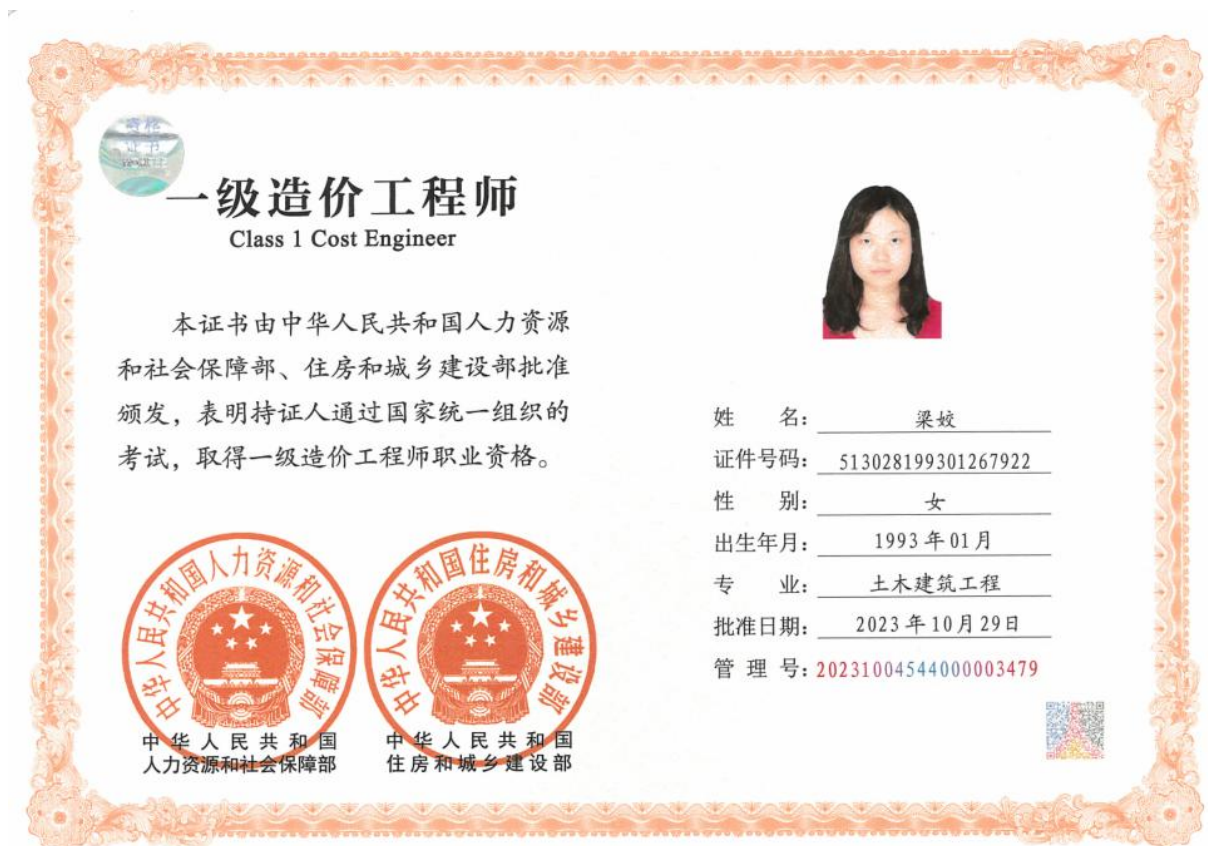 资格
证书
一级造价工程师
Class 1 Cost Engineer
本证书由中华人民共和国人力资源
和社会保障部、住房和城乡建设部批准
颁发，表明持证人通过国家统一组织的
考试，取得一级造价工程师职业资格。
中华人民共和国人力资源和社会保障部
中华人民共和国住房和城乡建设部
中华人民共和国
人力资源和社会保障部
中华人民共和国
住房和城乡建设部
姓 名： 梁姣
证件号码： 513028199301267922
性 别： 女
出生年月： 1993年01月
专 业： 土木建筑工程
批准日期： 2023年10月29日
管 理 号：20231004544000003479